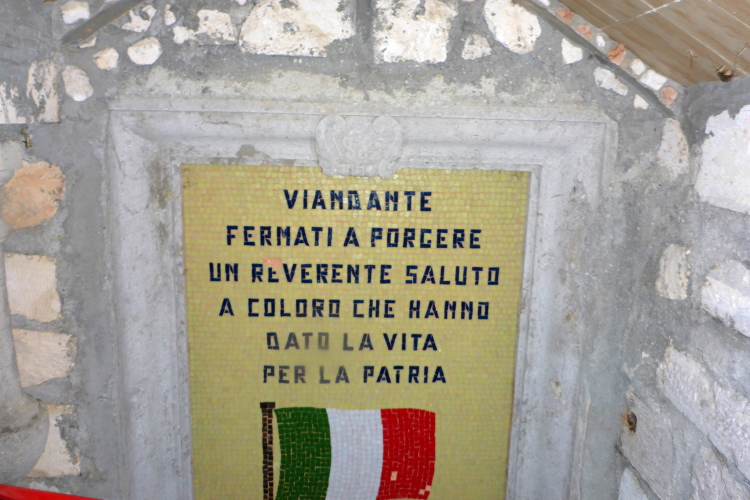 VIANDANTE
FERMATI A PORGERE
UN REVERENTE SALUTO
A COLORO CHE HANNO
DATO LA VITA
PER LA PATRIA